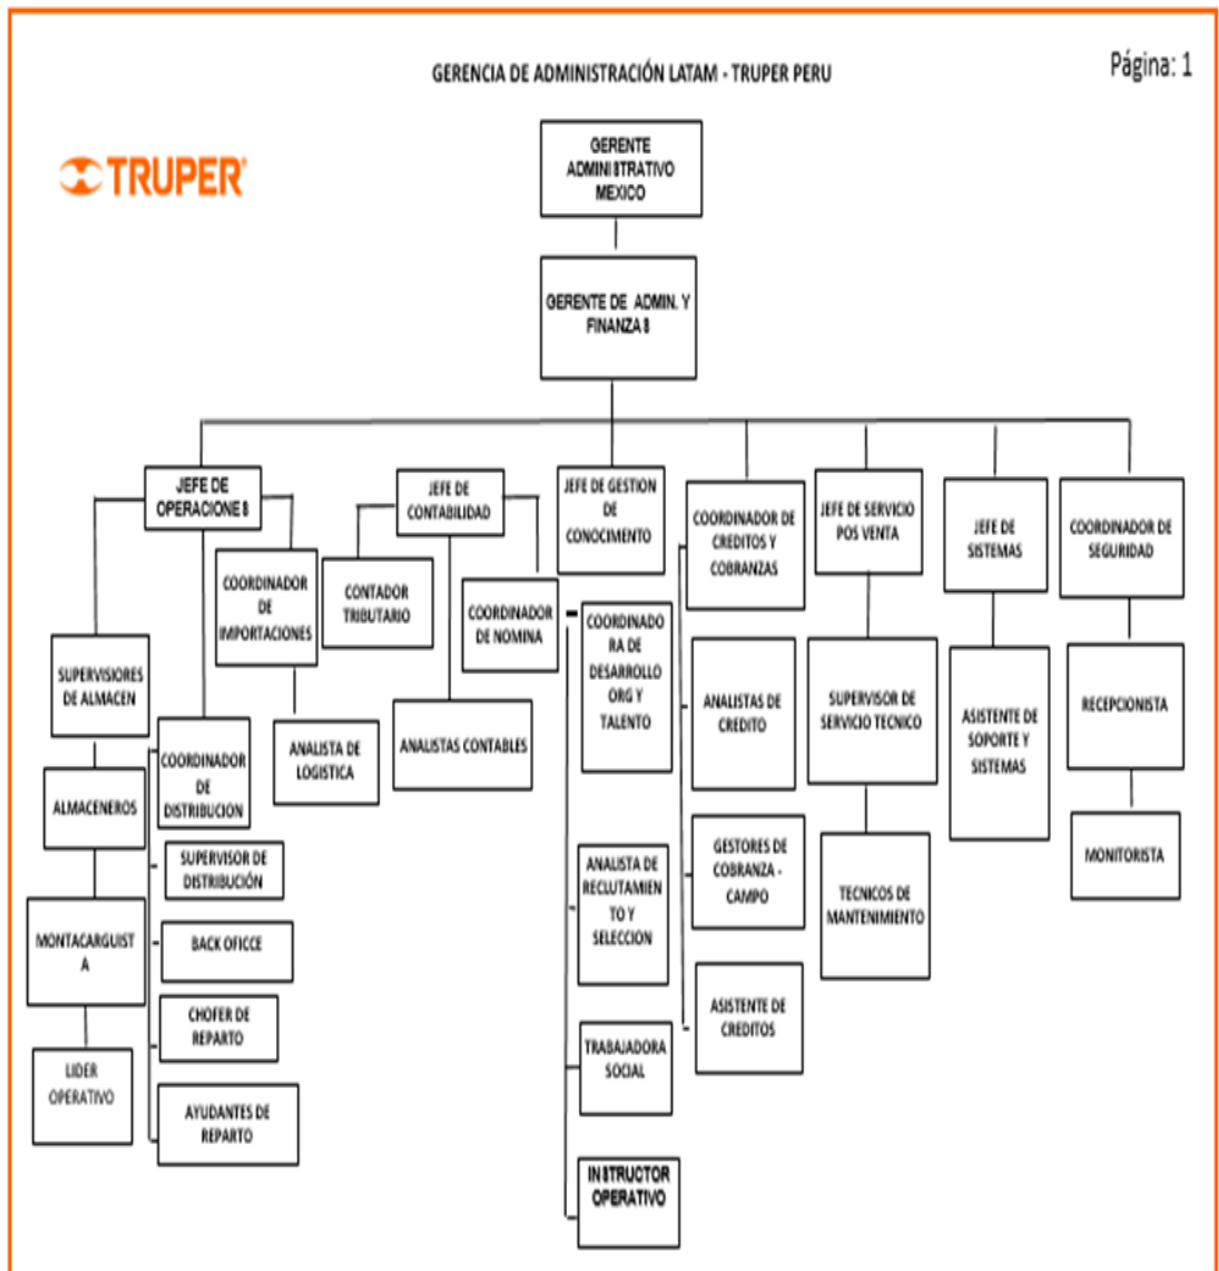 Página: 1
GERENCIA DE ADMINISTRACIÓN LATAM - TRUPER PERU
TRUPER
GERENTE
ADMINISTRATIVO
MEXICO
GERENTE DE ADMIN. Y
FINANZAS
JEFE DE
OPERACIONES
JEFE DE
CONTABILIDAD
JEFE DE GESTION
DE
CONOCIMENTO
COORDINADOR DE
CREDITOS Y
COBRANZAS
JEFE DE SERVICIO
POS VENTA
JEFE DE
SISTEMAS
COORDINADOR DE
SEGURIDAD
COORDINADOR
DE
IMPORTACIONES
CONTADOR
TRIBUTARIO
COORDINADOR
DE NOMINA
COORDINADO
RA DE
DESARROLLO
ORG Y
TALENTO
SUPERVISIORES
DE ALMACEN
ANALISTAS DE
CREDITO
SUPERVISOR DE
SERVICIO TECNICO
ASISTENTE DE
SOPORTE Y
SISTEMAS
RECEPCIONISTA
COORDINADOR
DE
DISTRIBUCION
ANALISTA DE
LOGISTICA
ANALISTAS CONTABLES
ALMACENEROS
SUPERVISOR DE
DISTRIBUCIÓN
ANALISTA DE
RECLUTAMIEN
TO Y
SELECCION
GESTORES DE
COBRANZA -
CAMPO
TECNICOS DE
MANTENIMIENTO
MONITORISTA
MONTACARGUIST
A
BACK OFICCE
CHOFER DE
REPARTO
ASISTENTE DE
CREDITOS
LIDER
OPERATIVO
TRABAJADORA
SOCIAL
AYUDANTES DE
REPARTO
INSTRUCTOR
OPERATIVO